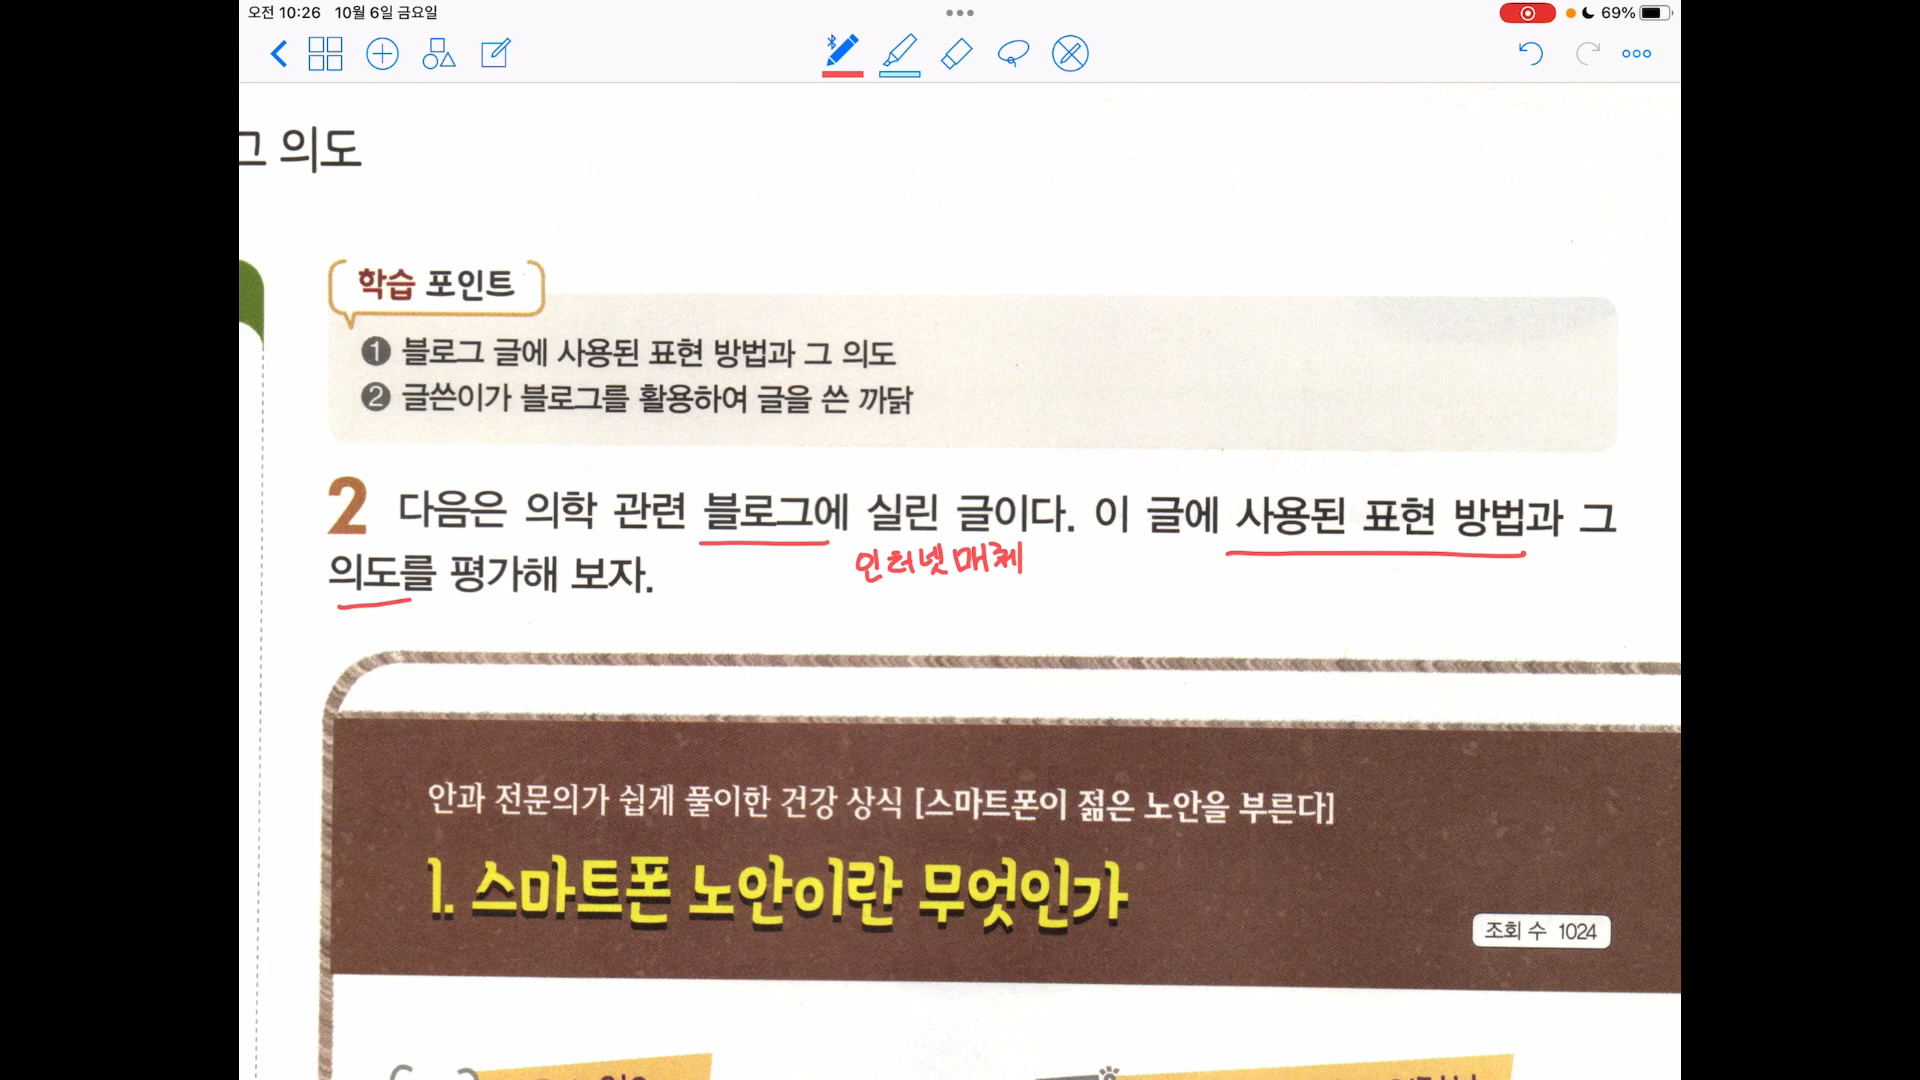 오전 10:26 10월 6일 금요일
69%
그 의도
학습 포인트
1 블로그 글에 사용된 표현 방법과 그 의도
2 글쓴이가 블로그를 활용하여 글을 쓴 까닭
2 다음은 의학 관련 블로그에 실린 글이다. 이 글에 사용된 표현 방법과 그
인터넷 매체
의도를 평가해 보자.
안과 전문의가 쉽게 풀이한 건강 상식 [스마트폰이 젊은 노안을 부른다]
1. 스마트폰 노안이란 무엇인가
조회 수 1024